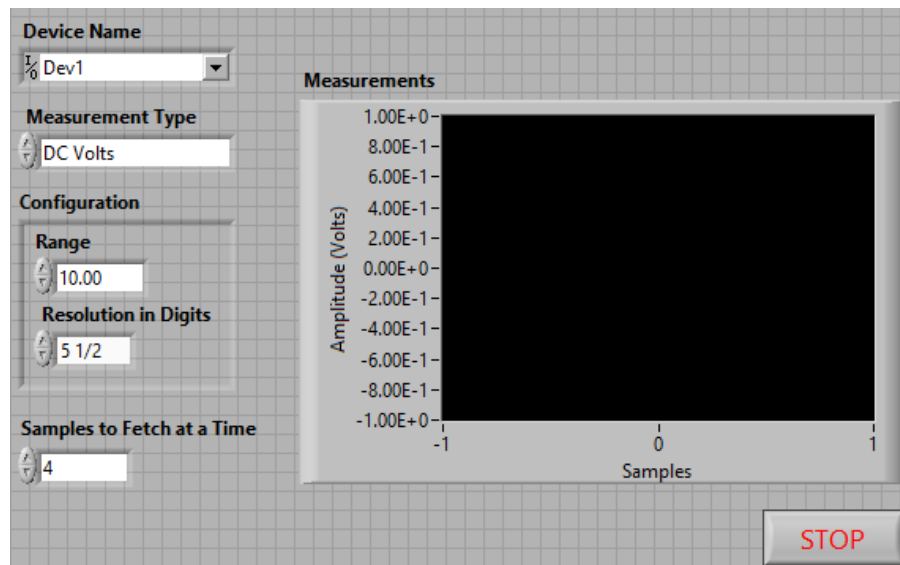 Device Name
I/O Dev1
Measurement Type
DC Volts
Configuration
Range
10.00
Resolution in Digits
5 1/2
Samples to Fetch at a Time
4
Measurements
Amplitude (Volts)
1.00E+0
8.00E-1
6.00E-1
4.00E-1
2.00E-1
0.00E+0
-2.00E-1
-4.00E-1
-6.00E-1
-8.00E-1
-1.00E+0
-1 0 1
Samples
STOP